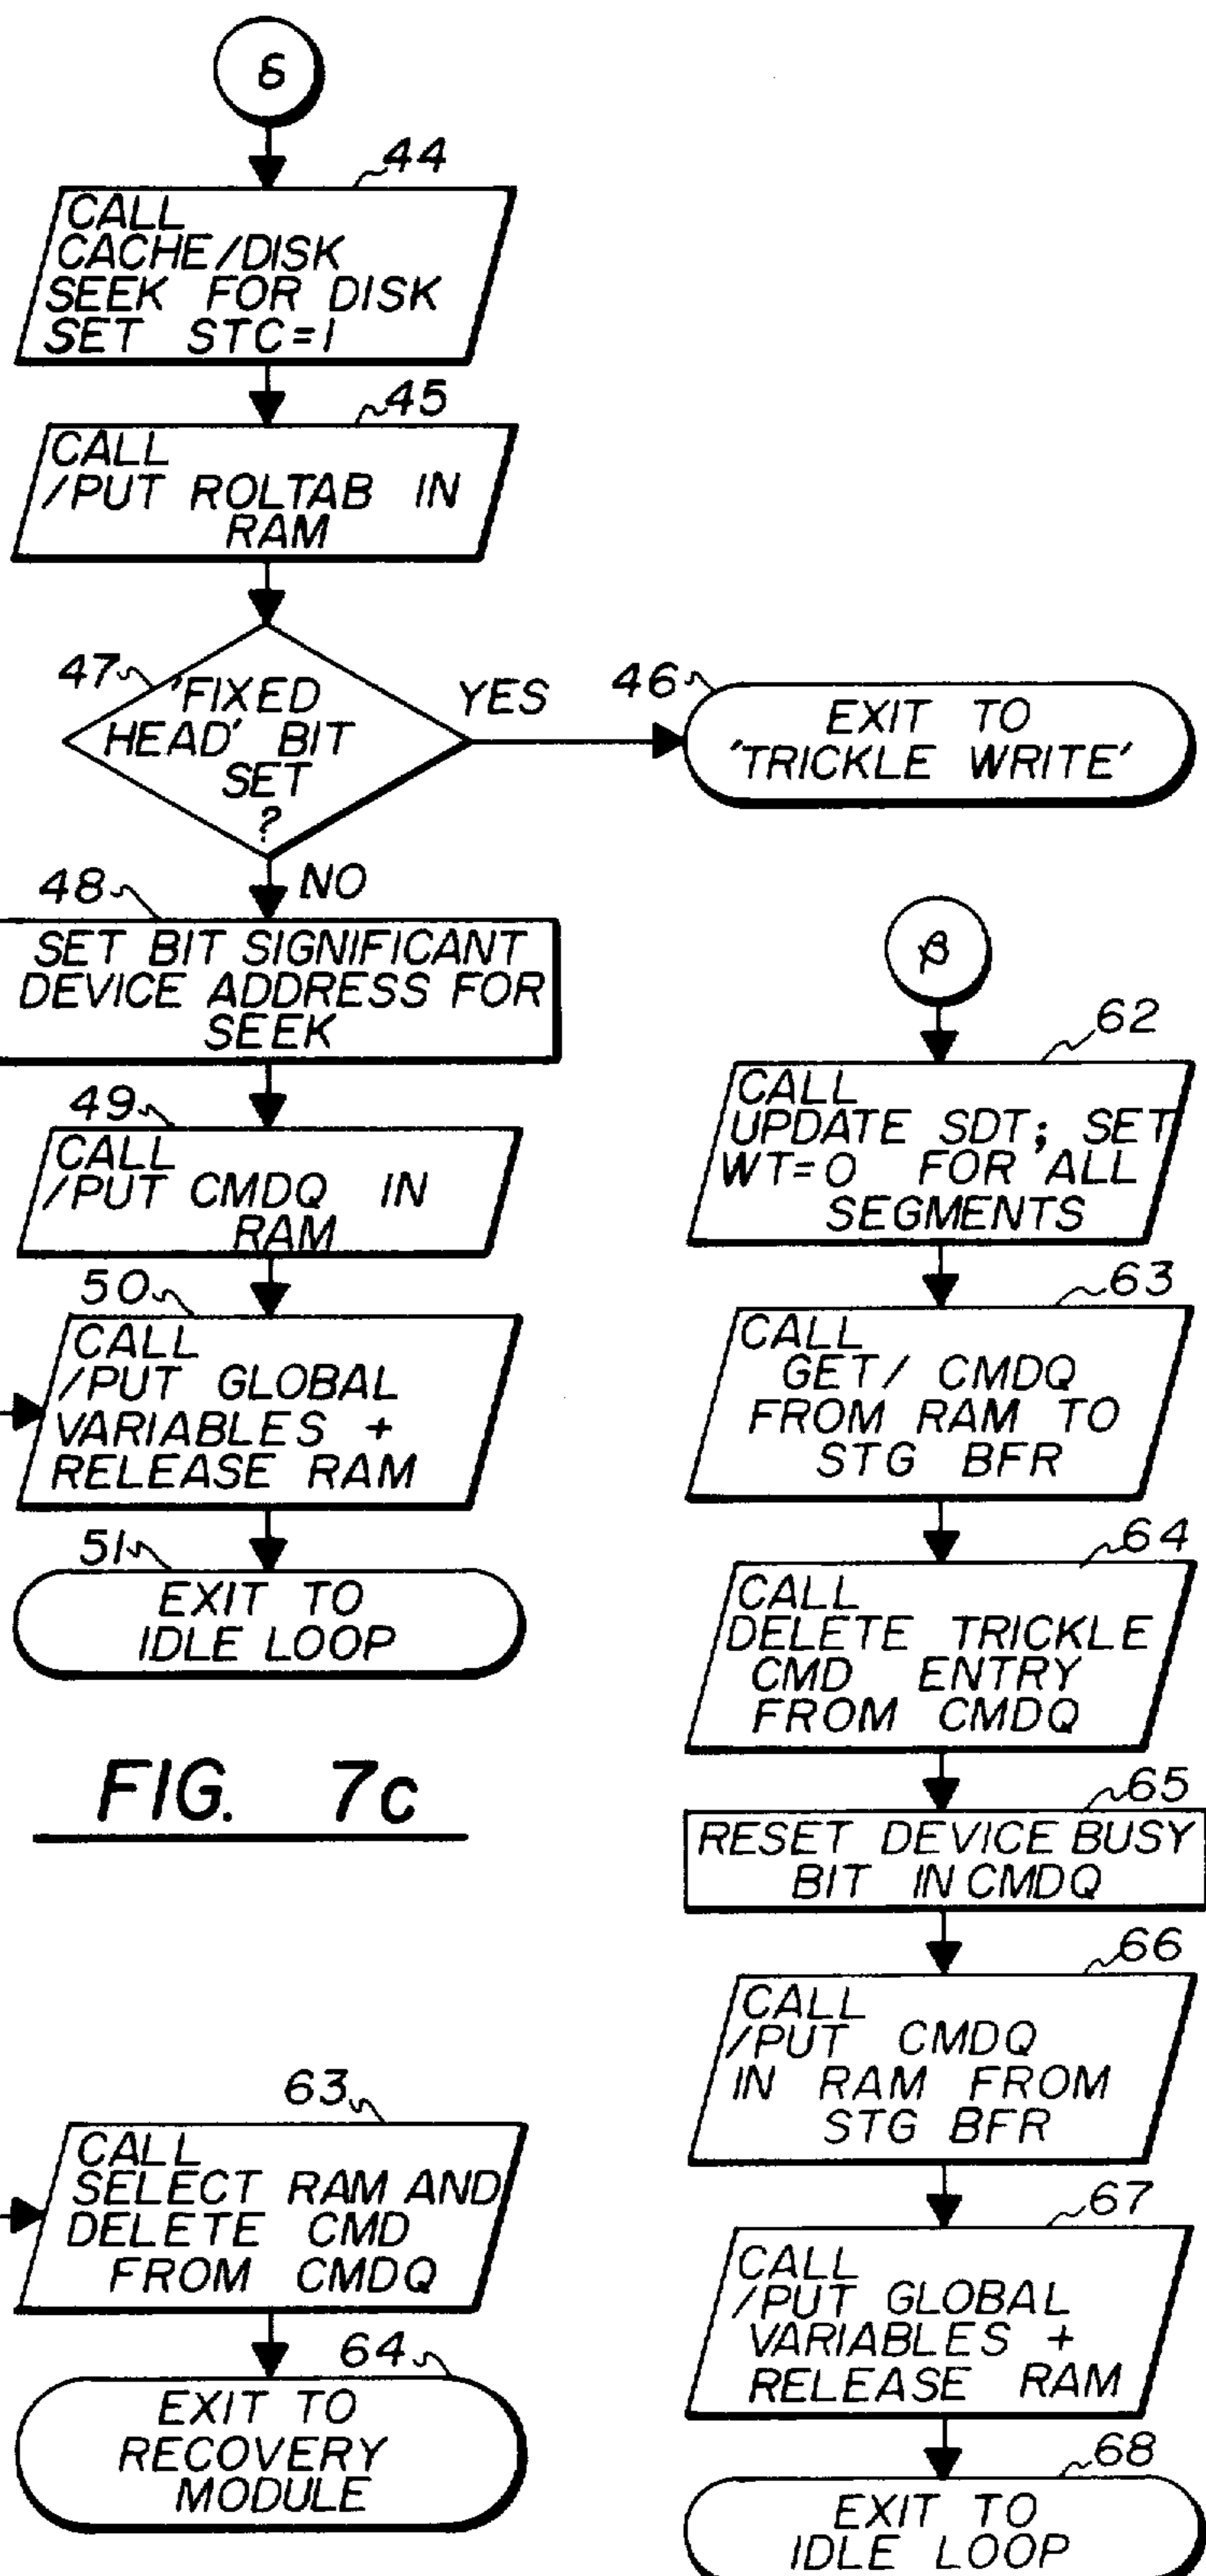 δ
44
CALL
CACHE/DISK
SEEK FOR DISK
SET STC=1
45
CALL
/PUT ROLTAB IN
RAM
47
'FIXED
HEAD' BIT
SET
?
YES
46
EXIT TO
'TRICKLE WRITE'
NO
48
SET BIT SIGNIFICANT
DEVICE ADDRESS FOR
SEEK
49
CALL
/PUT CMDQ IN
RAM
50
CALL
/PUT GLOBAL
VARIABLES +
RELEASE RAM
51
EXIT TO
IDLE LOOP
FIG. 7c
63
CALL
SELECT RAM AND
DELETE CMD
FROM CMDQ
64
EXIT TO
RECOVERY
MODULE
β
62
CALL
UPDATE SDT; SET
WT=0 FOR ALL
SEGMENTS
63
CALL
GET/ CMDQ
FROM RAM TO
STG BFR
64
CALL
DELETE TRICKLE
CMD ENTRY
FROM CMDQ
65
RESET DEVICE BUSY
BIT IN CMDQ
66
CALL
/PUT CMDQ
IN RAM FROM
STG BFR
67
CALL
/PUT GLOBAL
VARIABLES +
RELEASE RAM
68
EXIT TO
IDLE LOOP